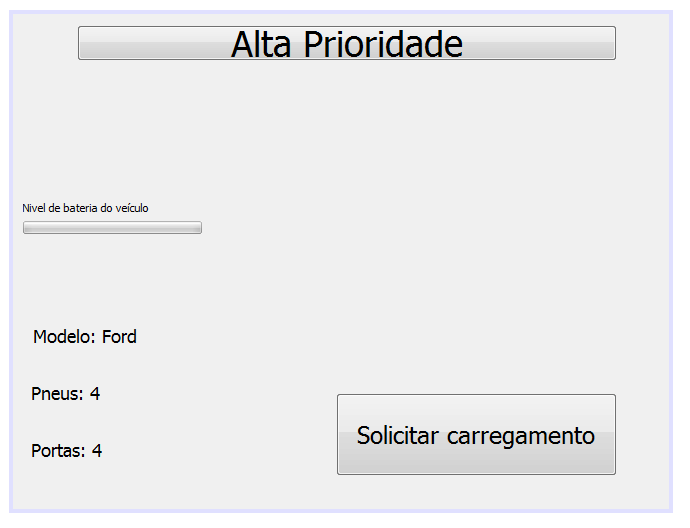 Alta Prioridade
Nivel de bateria do veículo
Modelo: Ford
Pneus: 4
Portas: 4
Solicitar carregamento